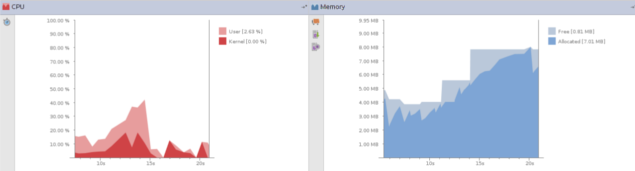 CPU
100.00 %
90.00 %
80.00 %
70.00 %
60.00 %
50.00 %
40.00 %
30.00 %
20.00 %
10.00 %
10s
15s
20s
User [2.63 %]
Kernel [0.00 %]
Memory
9.95 MB
9.00 MB
8.00 MB
7.00 MB
6.00 MB
5.00 MB
4.00 MB
3.00 MB
2.00 MB
1.00 MB
10s
15s
20s
Free [0.81 MB]
Allocated [7.01 MB]